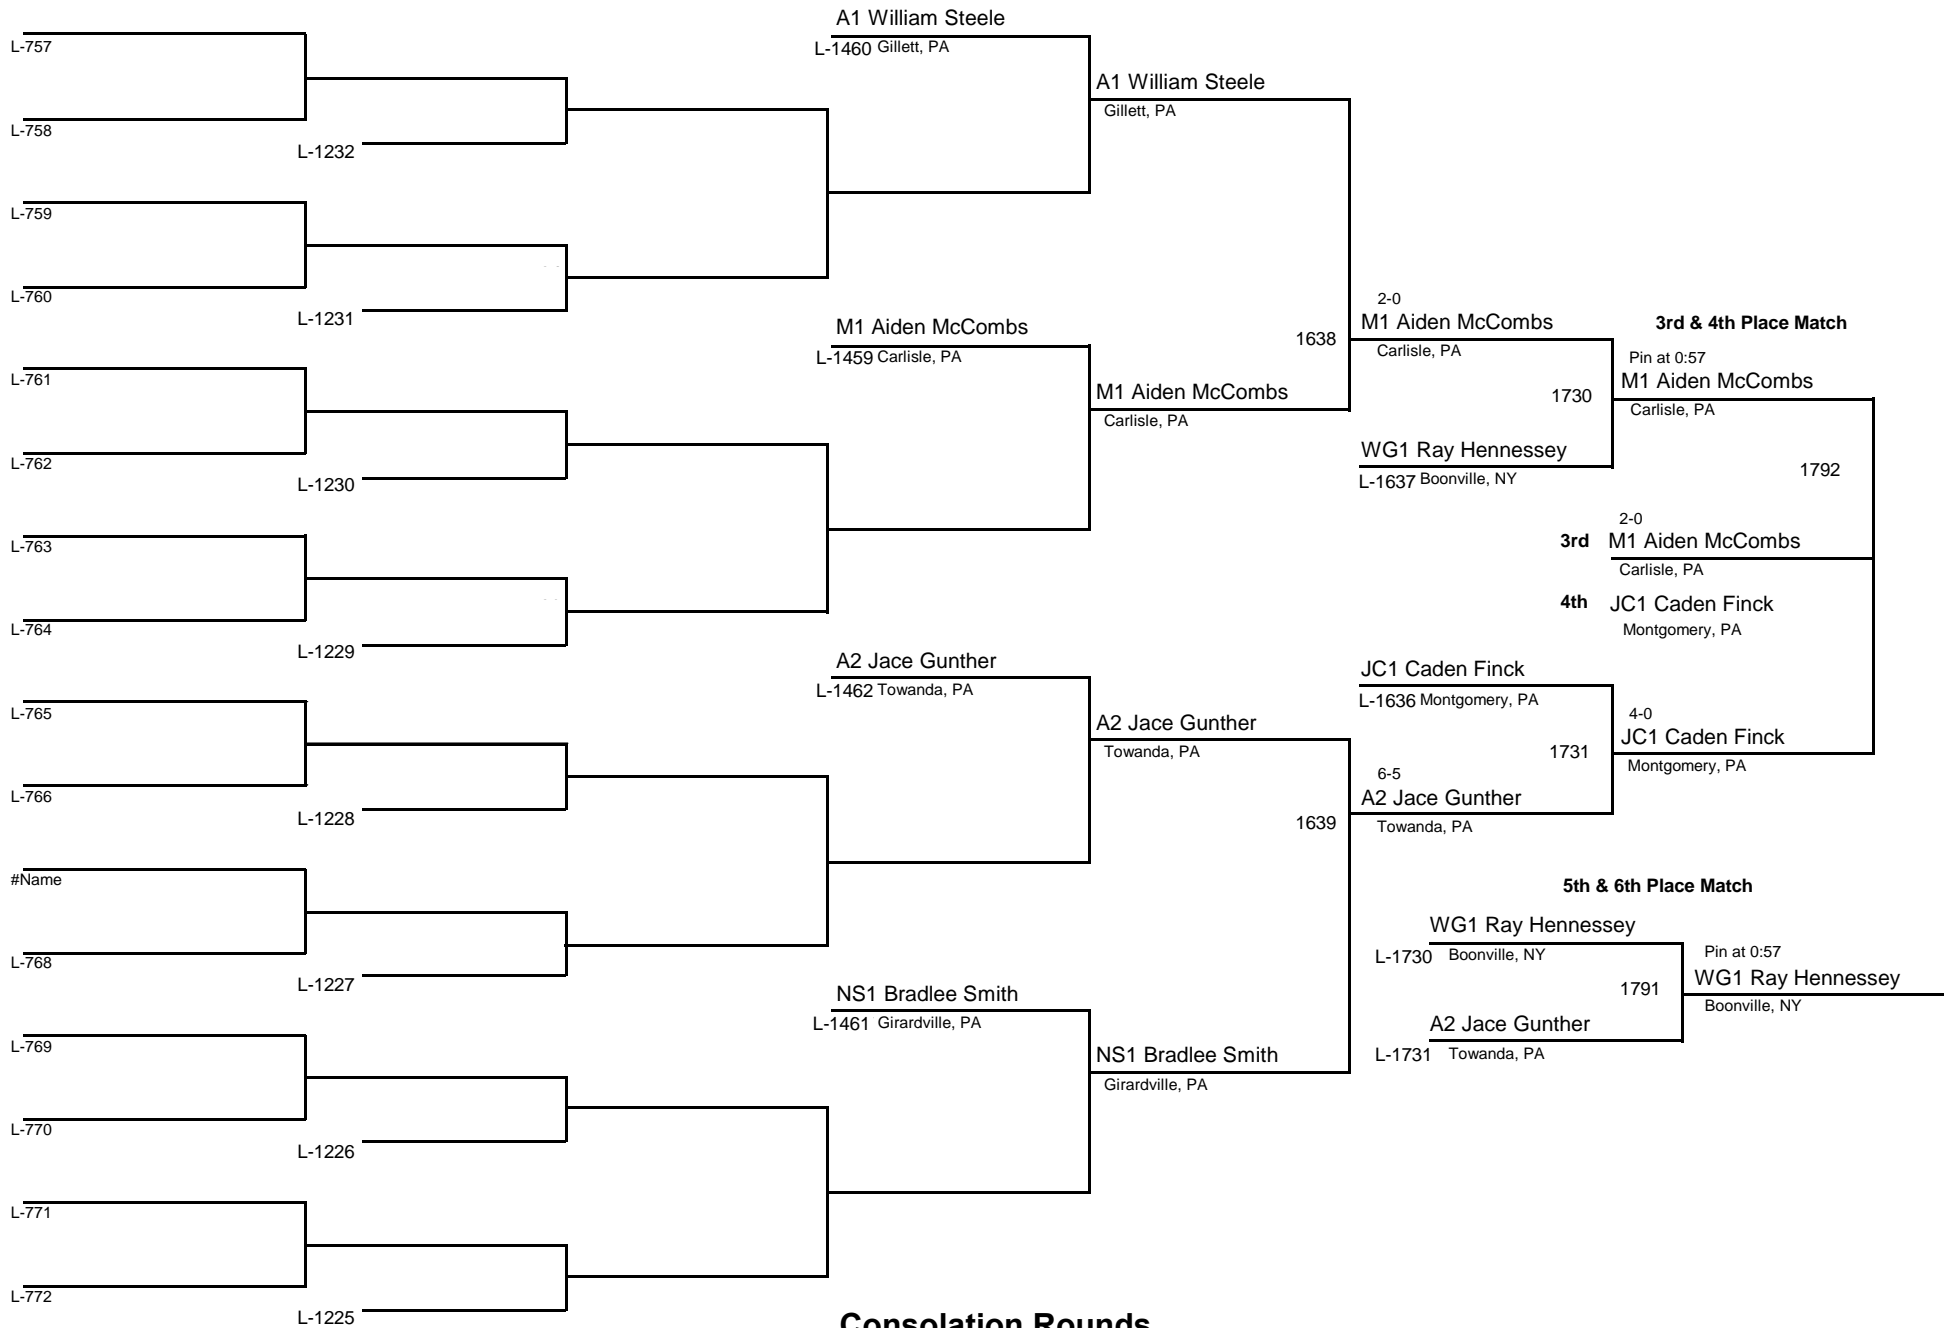 A1 William Steele
L-757
L-1460 Gillett, PA
A1 William Steele
Gillett, PA
L-758
L-1232
L-759
L-760
L-1231
2-0
M1 Aiden McCombs
M1 Aiden McCombs
3rd & 4th Place Match
1638
L-1459 Carlisle, PA
Carlisle, PA
Pin at 0:57
L-761
M1 Aiden McCombs
M1 Aiden McCombs
1730
Carlisle, PA
Carlisle, PA
WG1 Ray Hennessey
L-762
1792
L-1637 Boonville, NY
L-1230
2-0
3rd M1 Aiden McCombs
L-763
Carlisle, PA
4th JC1 Caden Finck
L-764
Montgomery, PA
L-1229
A2 Jace Gunther
JC1 Caden Finck
L-1462 Towanda, PA
L-1636 Montgomery, PA
L-765
4-0
A2 Jace Gunther
JC1 Caden Finck
Towanda, PA
1731
Montgomery, PA
6-5
L-766
A2 Jace Gunther
L-1228
1639
Towanda, PA
#Name
5th & 6th Place Match
WG1 Ray Hennessey
L-1730 Boonville, NY
Pin at 0:57
L-768
WG1 Ray Hennessey
L-1227
1791
NS1 Bradlee Smith
Boonville, NY
L-1461 Girardville, PA
A2 Jace Gunther
L-769
NS1 Bradlee Smith
L-1731 Towanda, PA
Girardville, PA
L-770
L-1226
L-771
L-772
L-1225
Consolation Rounds